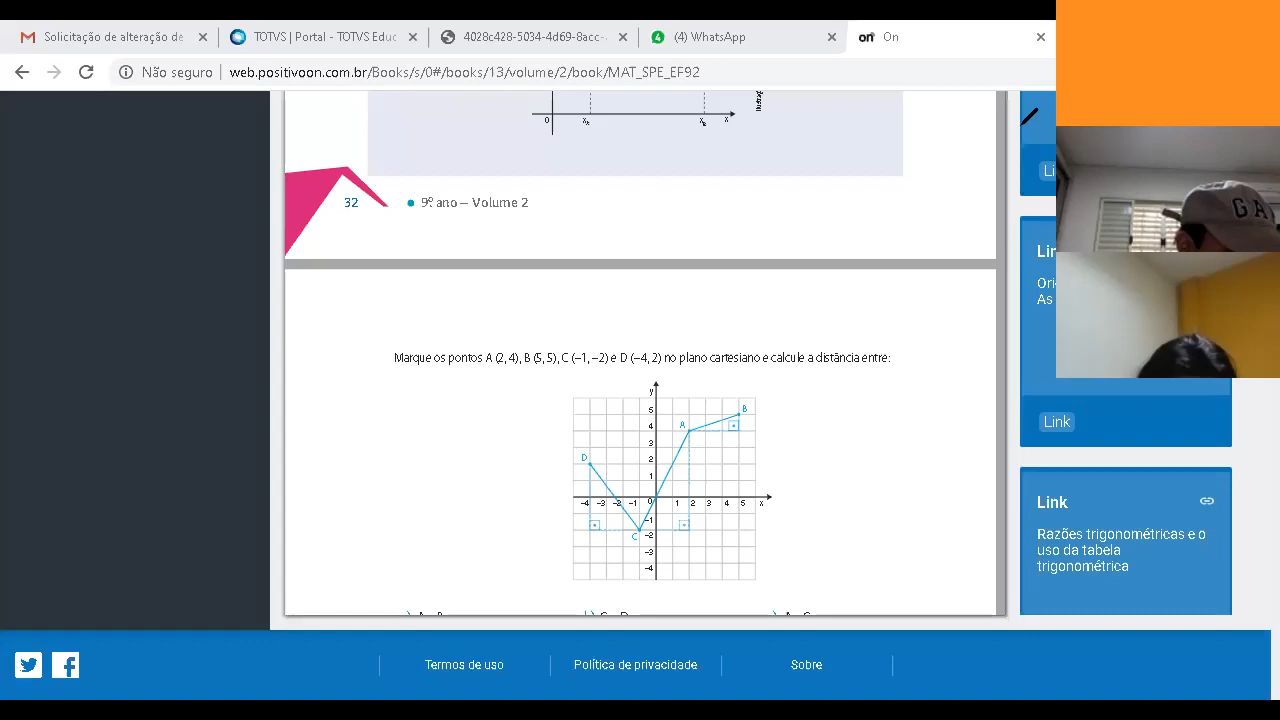 Solicitação de alteração de
TOTVS | Portal - TOTVS Educ
4028c428-5034-4d69-8acc-
(4) WhatsApp
on On
Não seguro | web.positivoon.com.br/Books/s/0#/books/13/volume/2/book/MAT_SPE_EF92
0 x
32 • 9º ano – Volume 2
Marque os pontos A (2, 4), B (5, 5), C (–1, –2) e D (–4, 2) no plano cartesiano e calcule a distância entre:
y
5
4
3
2
1
0
–1
–2
–3
–4
–4 –3 –2 –1 1 2 3 4 5 x
A
B
C
D
Link
Link
Razões trigonométricas e o
uso da tabela
trigonométrica
GA
Termos de uso
Política de privacidade
Sobre